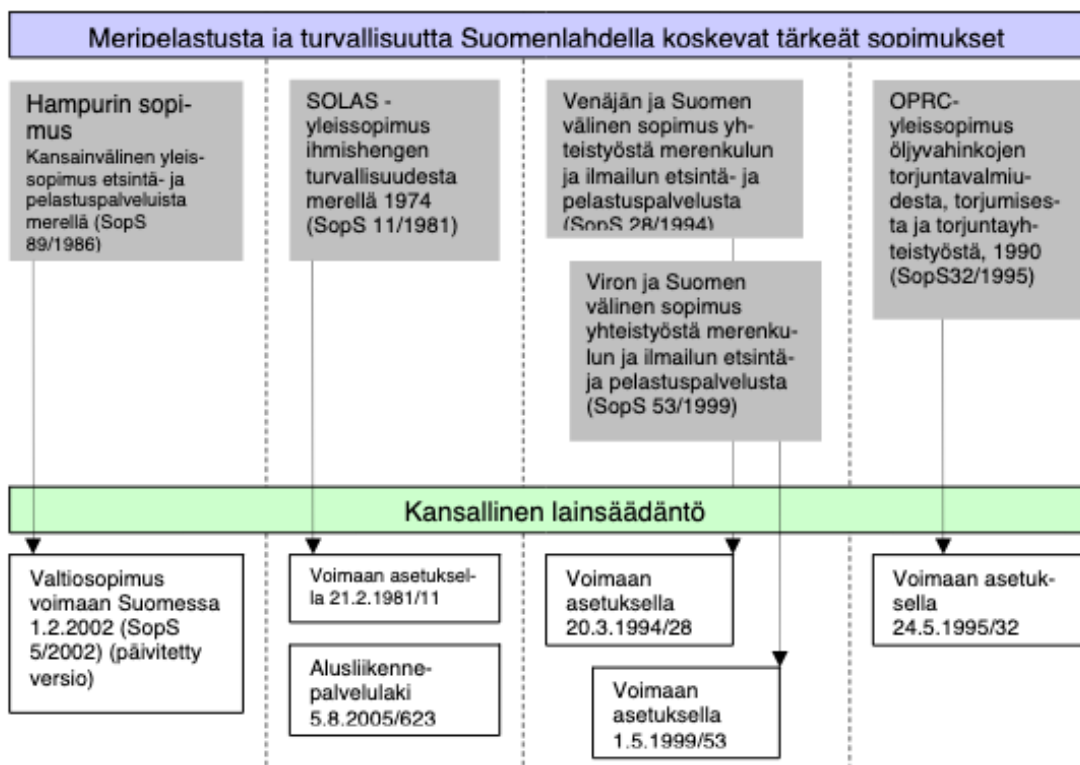 Meripelastusta ja turvallisuutta Suomenlahdella koskevat tärkeät sopimukset
Hampurin sopi-
mus
Kansainvälinen yleis-
sopimus etsintä- ja
pelastuspalveluista
merellä (SopS
89/1986)
SOLAS -
yleissopimus
ihmishengen
turvallisuudesta
merellä 1974
(SopS 11/1981)
Venäjän ja Suomen
välinen sopimus yh-
teistyöstä merenkulun
ja ilmailun etsintä- ja
pelastuspalvelusta
(SopS 28/1994)
Viron ja Suomen
välinen sopimus
yhteistyöstä merenku-
lun ja ilmailun etsintä-
ja pelastuspalvelusta
(SopS 53/1999)
OPRC-
yleissopimus
öljyvahinkojen
torjuntavalmiu-
desta, torjumises-
ta ja torjuntayh-
teistyöstä, 1990
(SopS32/1995)
Kansallinen lainsäädäntö
Valtiosopimus
voimaan Suomessa
1.2.2002 (SopS
5/2002) (päivitetty
versio)
Voimaan asetuksel-
la 21.2.1981/11
Alusliikenne-
palvelulaki
5.8.2005/623
Voimaan
asetuksella
20.3.1994/28
Voimaan
asetuksella
1.5.1999/53
Voimaan asetuk-
sella
24.5.1995/32